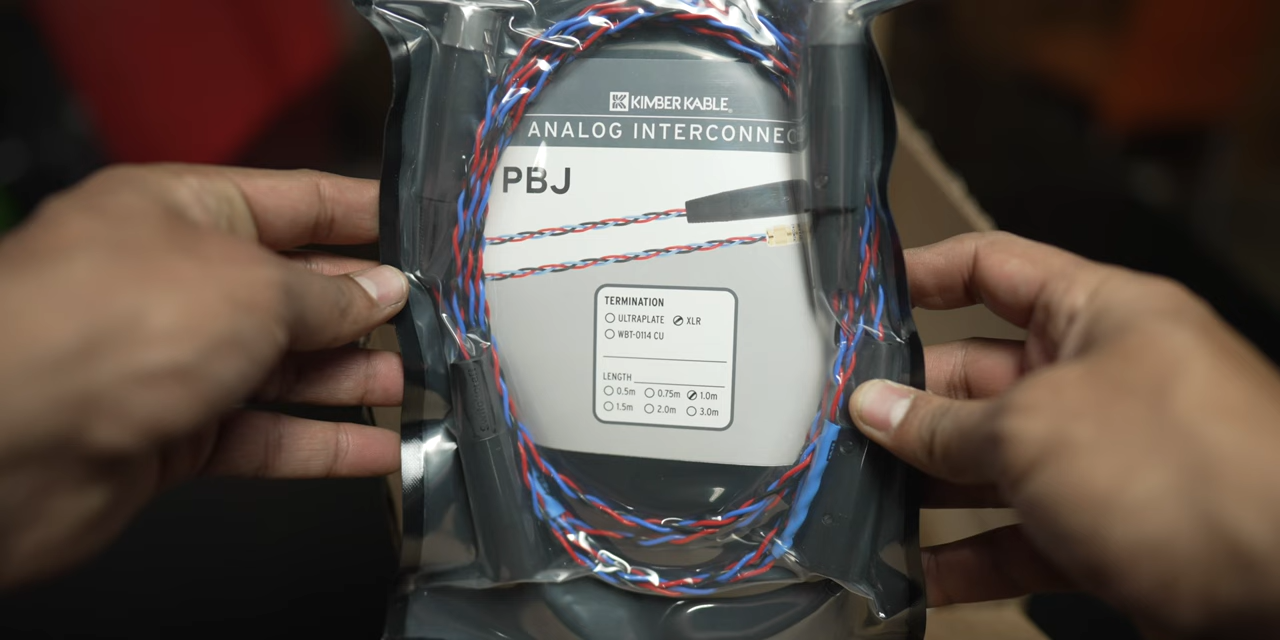 KIMBER KABLE®
ANALOG INTERCONNEC
PBJ
TERMINATION
ULTRAPLATE XLR
WBT-0114 CU
LENGTH
0.5m 0.75m 1.0m
1.5m 2.0m 3.0m